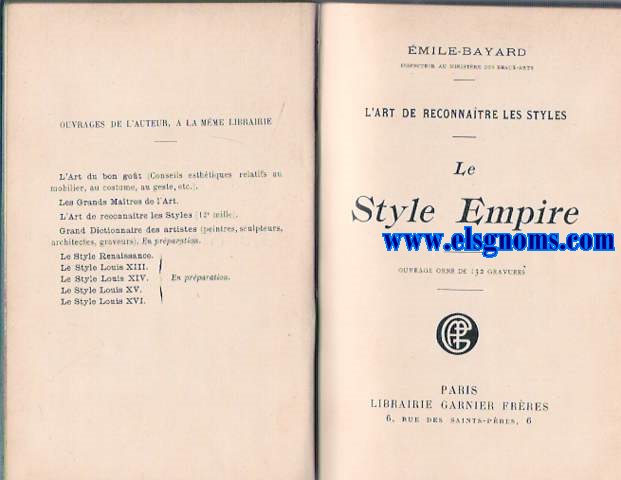 OUVRAGES DE L'AUTEUR, A LA MÊME LIBRAIRIE
L'Art du bon goût (Conseils esthétiques relatifs au
mobilier, au costume, au geste, etc.).
Les Grands Maîtres de l'Art.
L'Art de reconnaître les Styles (12e mille).
Grand Dictionnaire des artistes (peintres, sculpteurs,
architectes, graveurs). En préparation.
Le Style Renaissance.
Le Style Louis XIII.
Le Style Louis XIV.
Le Style Louis XV.
Le Style Louis XVI.
En préparation.
ÉMILE-BAYARD
INSPECTEUR AU MINISTÈRE DES BEAUX-ARTS
L'ART DE RECONNAÎTRE LES STYLES
Le
Style Empire
www.elsgnoms.com
OUVRAGE ORNÉ DE 132 GRAVURES
PARIS
LIBRAIRIE GARNIER FRÈRES
6, RUE DES SAINTS-PÈRES, 6